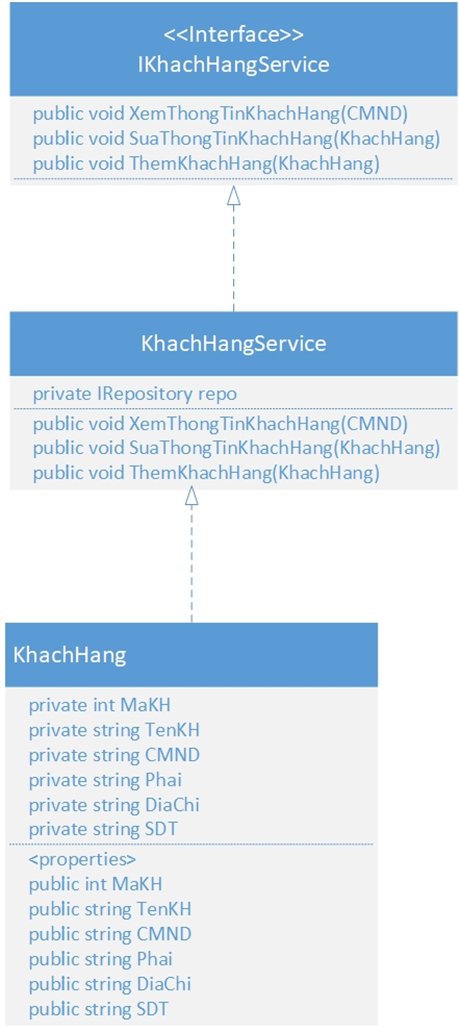 <<Interface>>
IKhachHangService
public void XemThongTinKhachHang(CMND)
public void SuaThongTinKhachHang(KhachHang)
public void ThemKhachHang(KhachHang)
KhachHangService
private IRepository repo
public void XemThongTinKhachHang(CMND)
public void SuaThongTinKhachHang(KhachHang)
public void ThemKhachHang(KhachHang)
KhachHang
private int MaKH
private string TenKH
private string CMND
private string Phai
private string DiaChi
private string SDT
<properties>
public int MaKH
public string TenKH
public string CMND
public string Phai
public string DiaChi
public string SDT